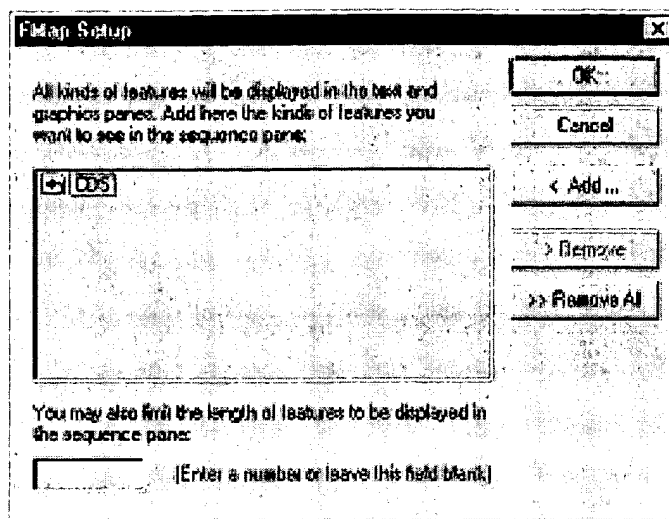 FMap Setup
All kinds of features will be displayed in the text and
graphics panes. Add here the kinds of features you
want to see in the sequence pane:
CDS
OK
Cancel
< Add ...
> Remove
>> Remove All
You may also limit the length of features to be displayed in
the sequence pane:
(Enter a number or leave this field blank)